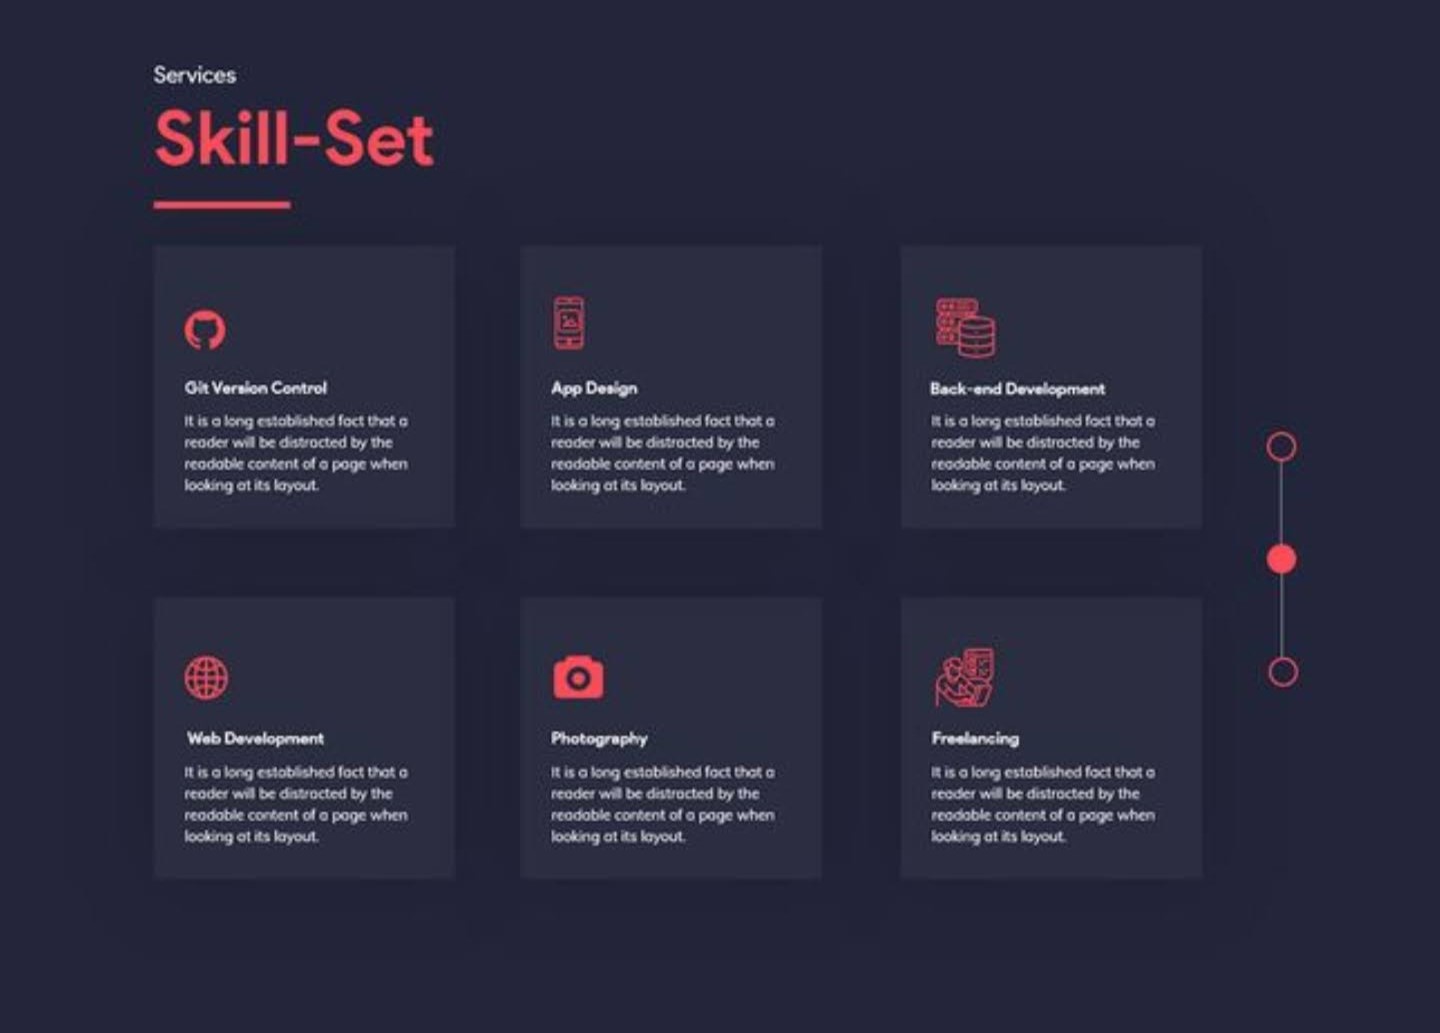 Services
Skill-Set
Git Version Control
It is a long established fact that a
reader will be distracted by the
readable content of a page when
looking at its layout.
App Design
It is a long established fact that a
reader will be distracted by the
readable content of a page when
looking at its layout.
Back-end Development
It is a long established fact that a
reader will be distracted by the
readable content of a page when
looking at its layout.
Web Development
It is a long established fact that a
reader will be distracted by the
readable content of a page when
looking at its layout.
Photography
It is a long established fact that a
reader will be distracted by the
readable content of a page when
looking at its layout.
Freelancing
It is a long established fact that a
reader will be distracted by the
readable content of a page when
looking at its layout.